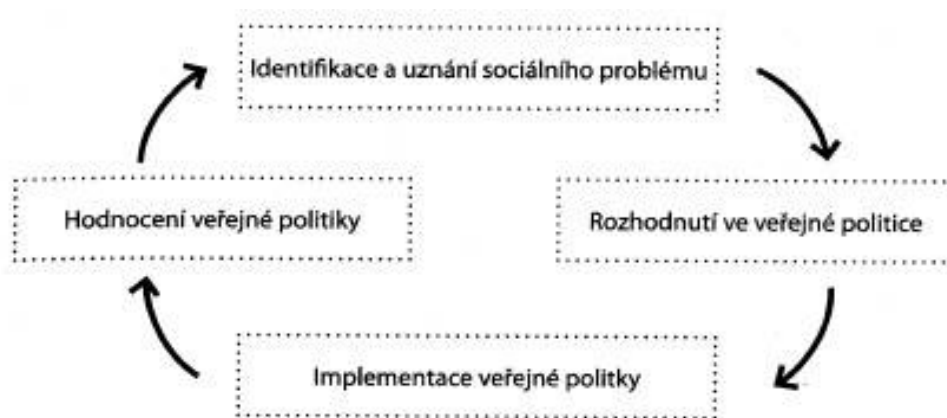 Identifikace a uznání sociálního problému
Hodnocení veřejné politiky
Rozhodnutí ve veřejné politice
Implementace veřejné politky